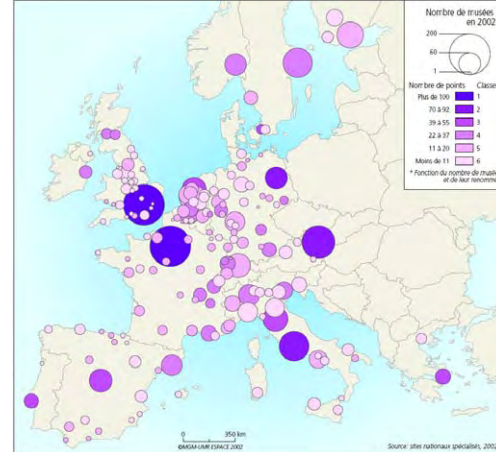 Nombre de musées
en 2002
200
60
1
Nombre de points Classe
Plus de 100 1
70 à 92 2
39 à 55 3
22 à 37 4
11 à 20 5
Moins de 11 6
* Fonction du nombre de musées
et de leur renommée
0 350 km
©MGM-UMR ESPACE 2002
Source: sites nationaux spécialisés, 2002